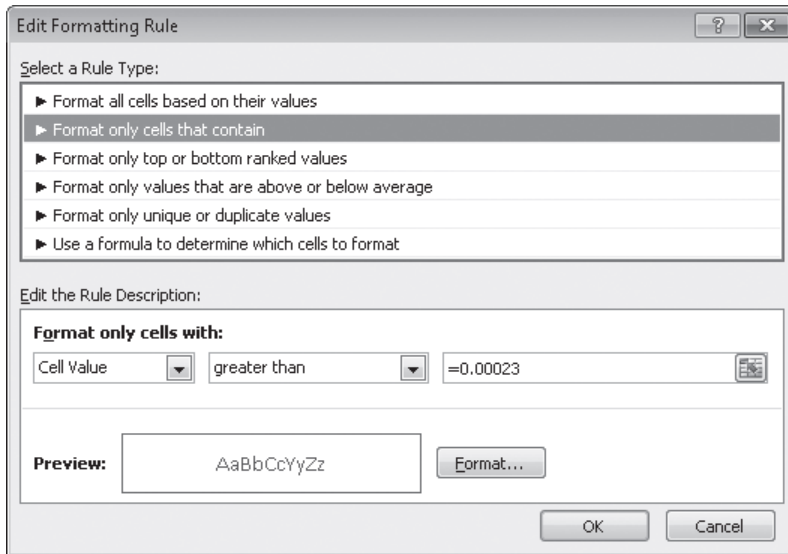 Edit Formatting Rule
Select a Rule Type:
► Format all cells based on their values
► Format only cells that contain
► Format only top or bottom ranked values
► Format only values that are above or below average
► Format only unique or duplicate values
► Use a formula to determine which cells to format
Edit the Rule Description:
Format only cells with:
Cell Value greater than =0.00023
Preview: AaBbCcYyZz Format...
OK Cancel